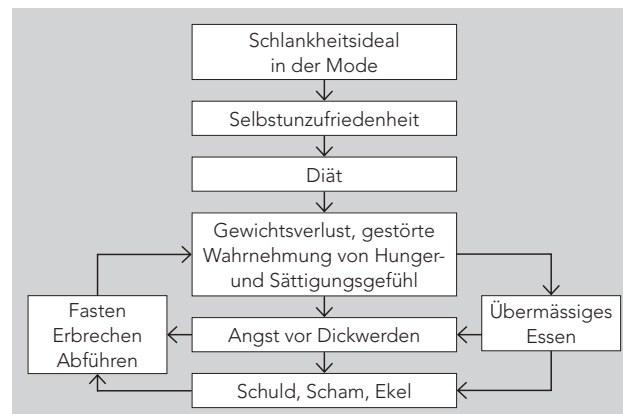 Schlankheitsideal
in der Mode
Selbstunzufriedenheit
Diät
Gewichtsverlust, gestörte
Wahrnehmung von Hunger-
und Sättigungsgefühl
Fasten
Erbrechen
Abführen
Angst vor Dickwerden
Übermässiges
Essen
Schuld, Scham, Ekel